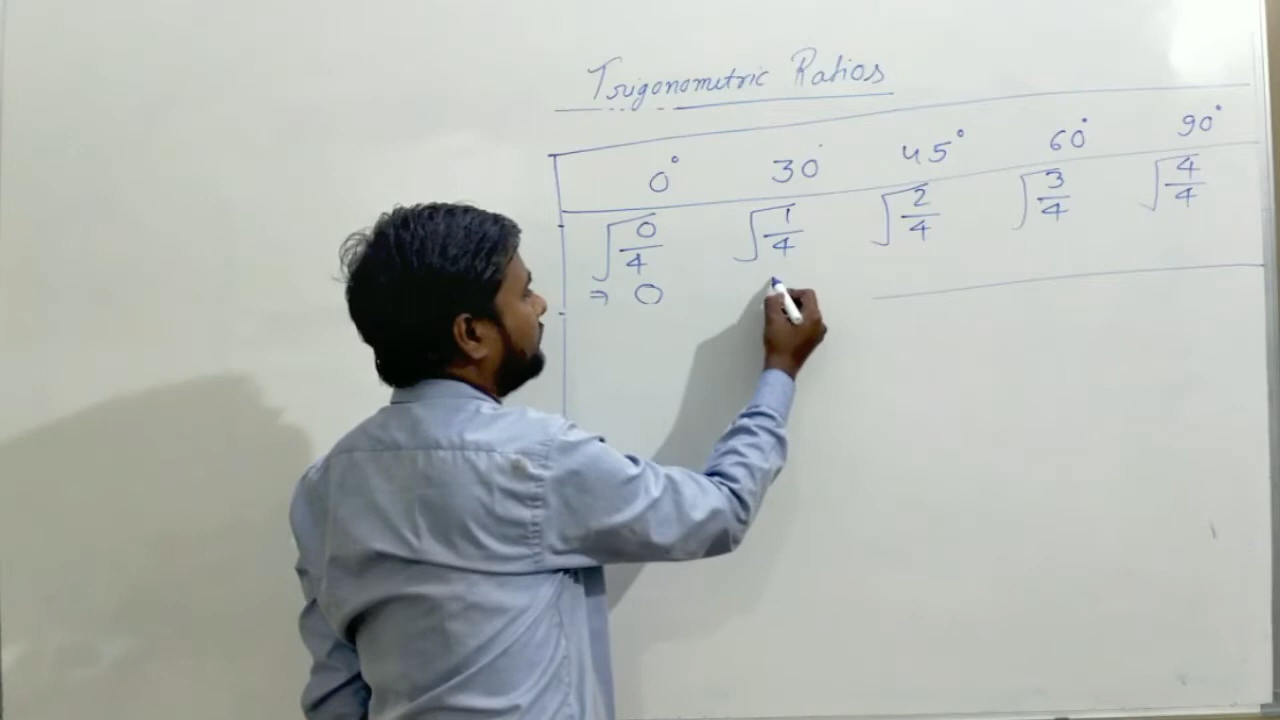 Trigonometric Ratios
0° 30° 45° 60° 90°
√0/4 √1/4 √2/4 √3/4 √4/4
⇒ 0